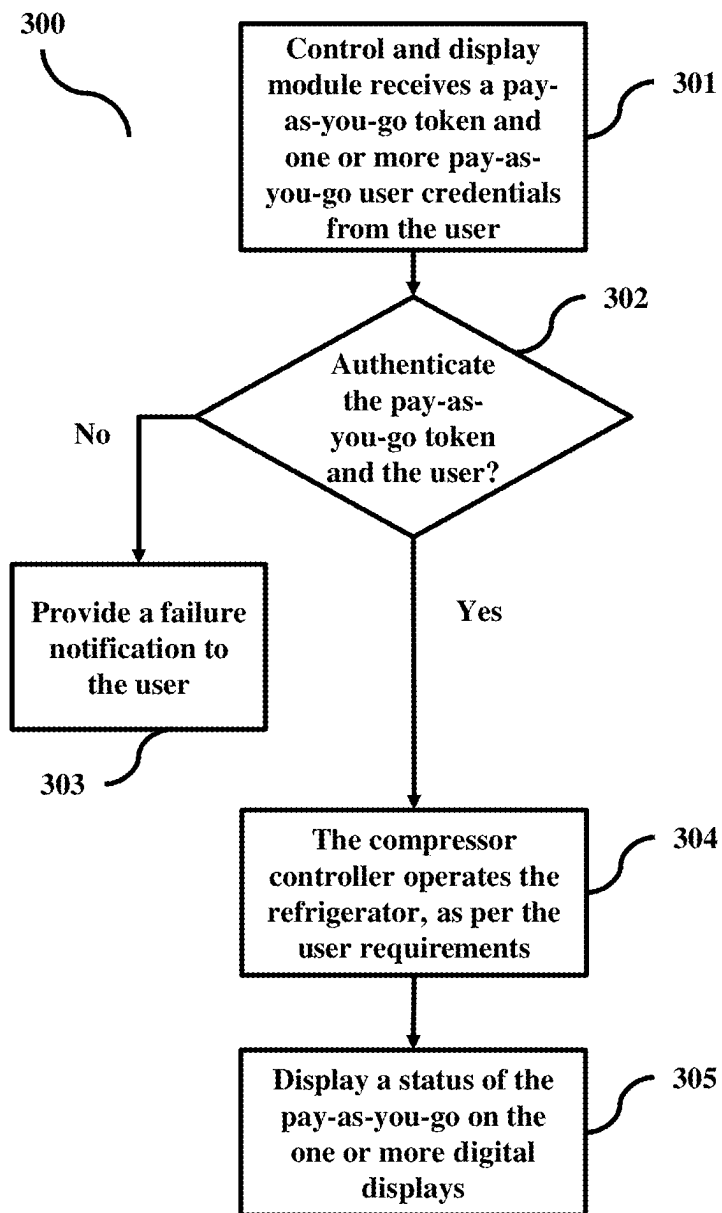 300
Control and display
module receives a pay-
as-you-go token and
one or more pay-as-
you-go user credentials
from the user
301
302
Authenticate
the pay-as-
you-go token
and the user?
No
Yes
Provide a failure
notification to
the user
303
The compressor
controller operates the
refrigerator, as per the
user requirements
304
Display a status of the
pay-as-you-go on the
one or more digital
displays
305